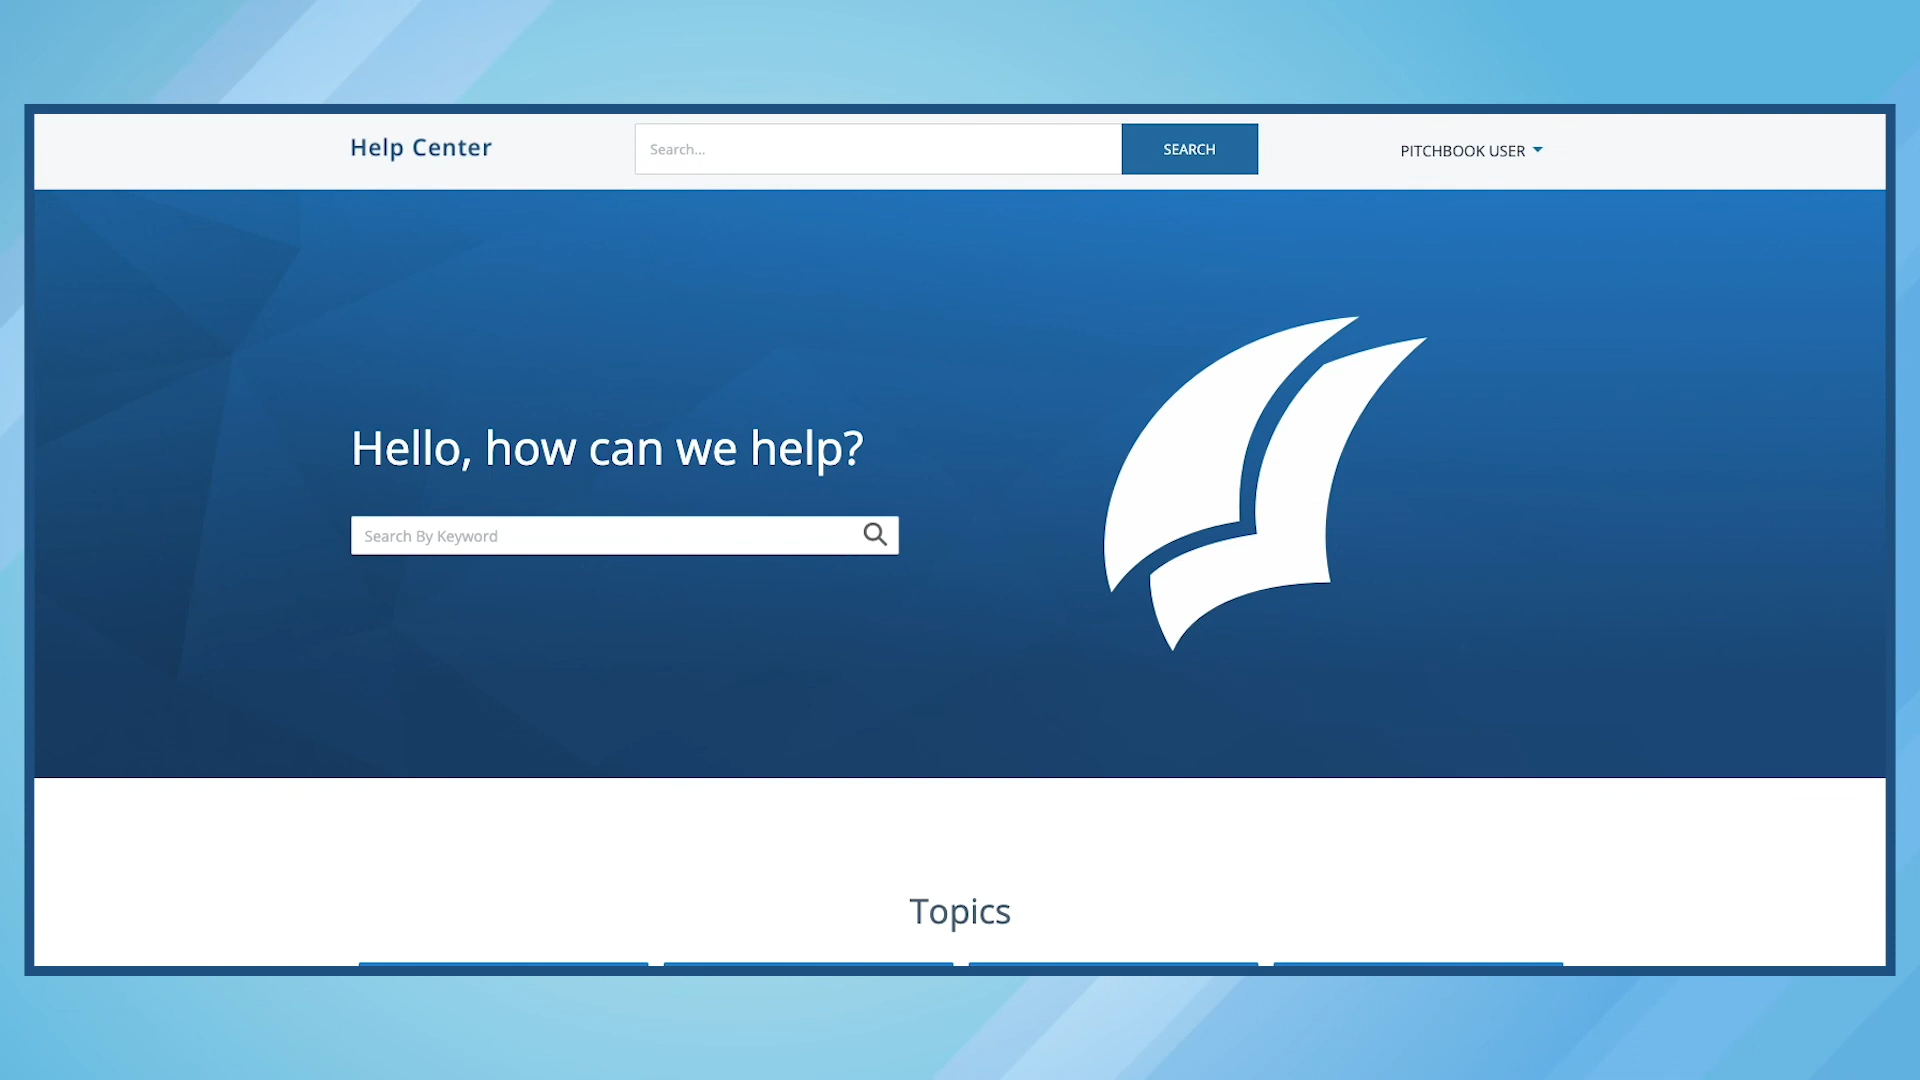 Help Center
Search...
SEARCH
PITCHBOOK USER
Hello, how can we help?
Search By Keyword
Topics